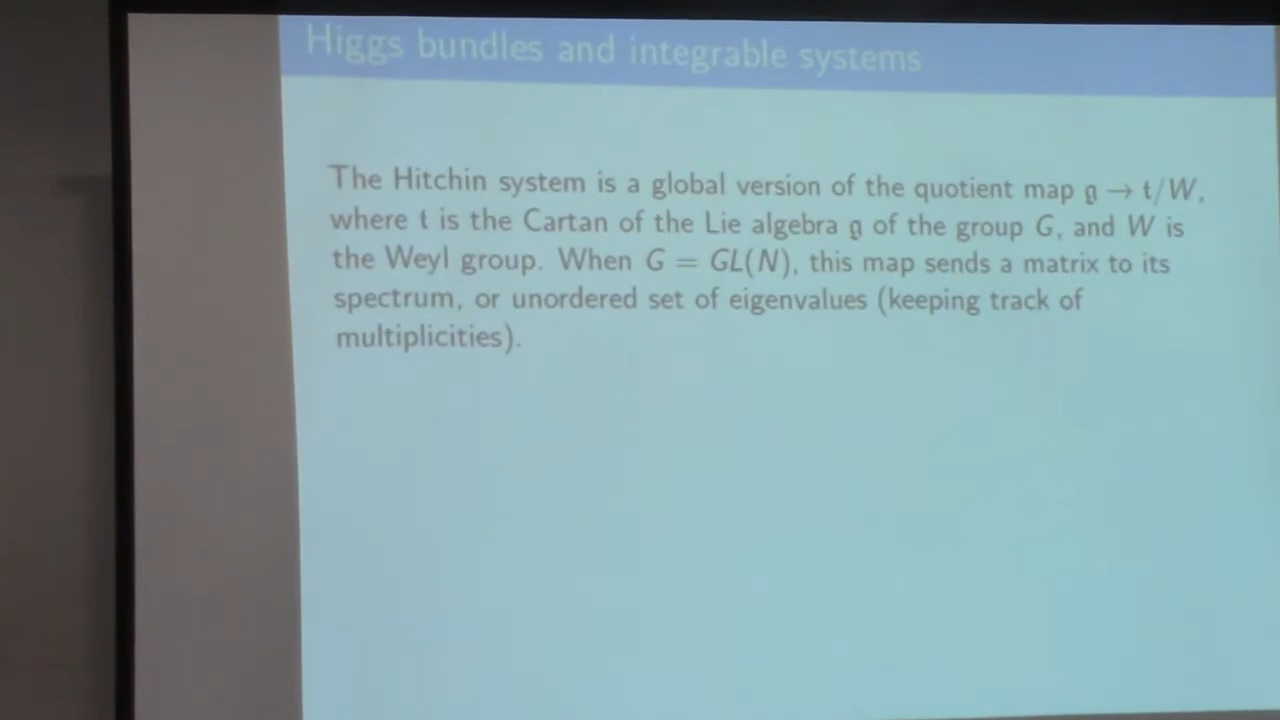 Higgs bundles and integrable systems
The Hitchin system is a global version of the quotient map 𝔤 → 𝔱/W,
where 𝔱 is the Cartan of the Lie algebra 𝔤 of the group G, and W is
the Weyl group. When G = GL(N), this map sends a matrix to its
spectrum, or unordered set of eigenvalues (keeping track of
multiplicities).